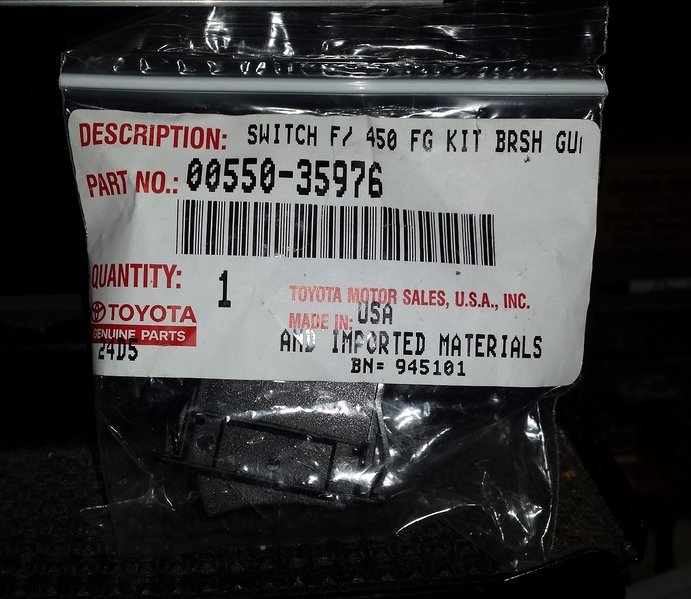 DESCRIPTION: SWITCH F/ 450 FG KIT BRSH
PART NO.: 00550-35976
QUANTITY: 1
TOYOTA
GENUINE PARTS
24D5
TOYOTA MOTOR SALES, U.S.A., INC.
MADE IN: USA
AND IMPORTED MATERIALS
BN= 945101